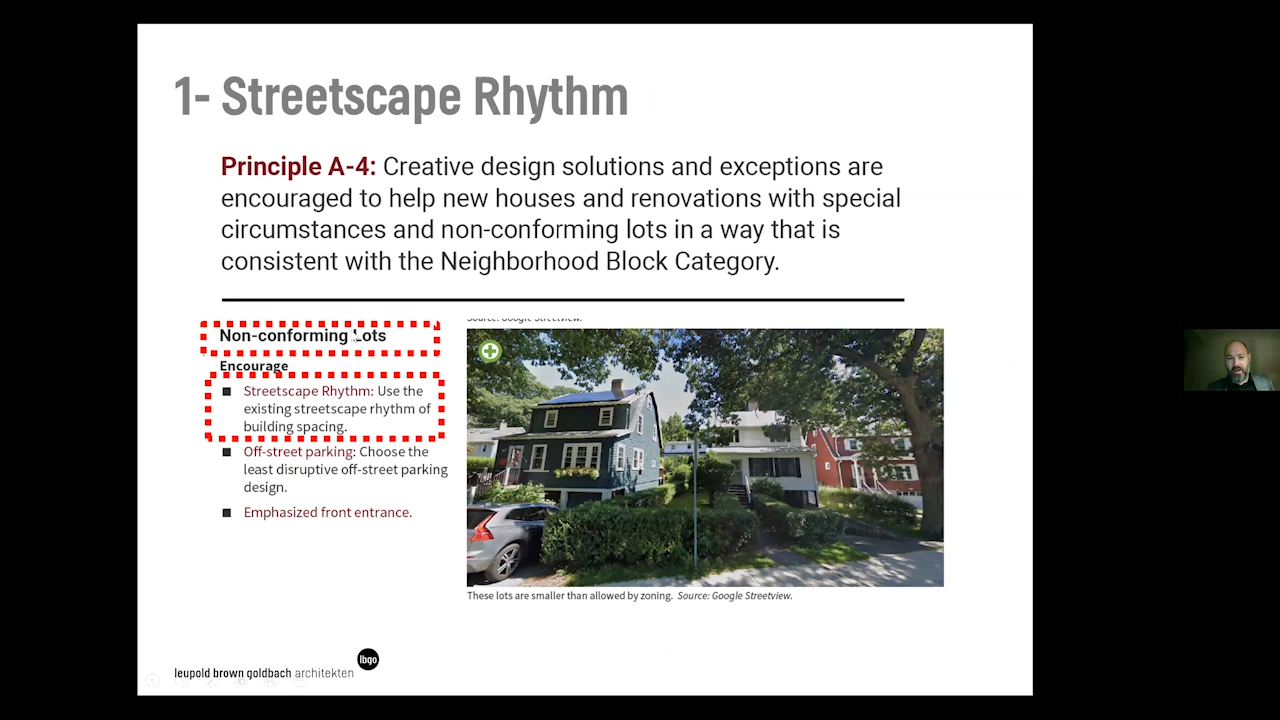 1- Streetscape Rhythm
Principle A-4: Creative design solutions and exceptions are
encouraged to help new houses and renovations with special
circumstances and non-conforming lots in a way that is
consistent with the Neighborhood Block Category.
Source: Google Streetview.
Non-conforming Lots
Encourage
■ Streetscape Rhythm: Use the
existing streetscape rhythm of
building spacing.
■ Off-street parking: Choose the
least disruptive off-street parking
design.
■ Emphasized front entrance.
These lots are smaller than allowed by zoning. Source: Google Streetview.
lbgo
leupold brown goldbach architekten